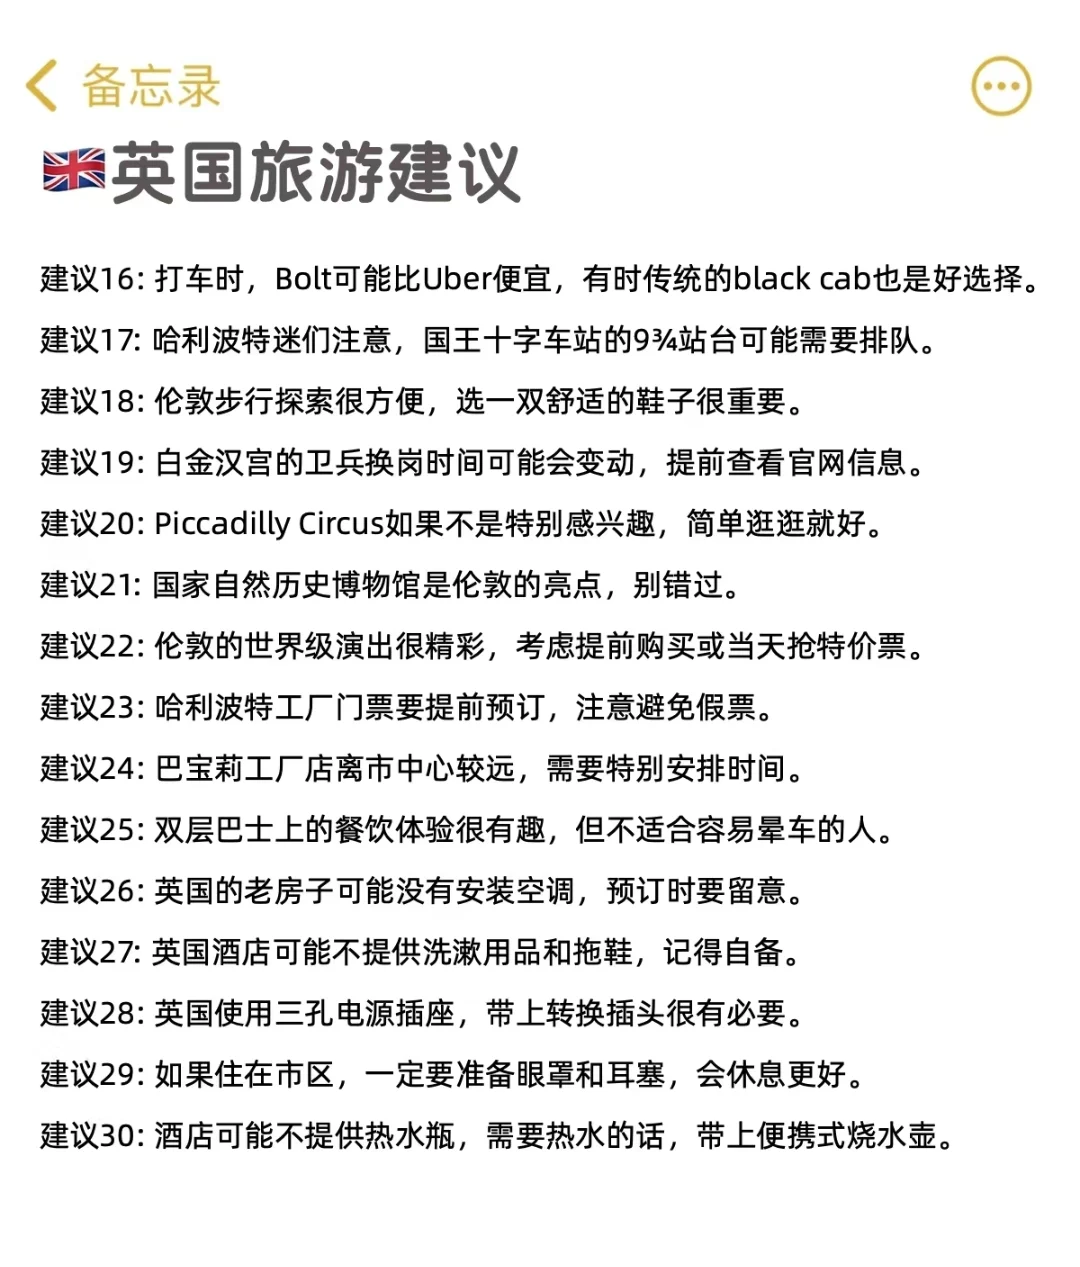 备忘录
🇬🇧英国旅游建议
建议16: 打车时，Bolt可能比Uber便宜，有时传统的black cab也是好选择。
建议17: 哈利波特迷们注意，国王十字车站的9¾站台可能需要排队。
建议18: 伦敦步行探索很方便，选一双舒适的鞋子很重要。
建议19: 白金汉宫的卫兵换岗时间可能会变动，提前查看官网信息。
建议20: Piccadilly Circus如果不是特别感兴趣，简单逛逛就好。
建议21: 国家自然历史博物馆是伦敦的亮点，别错过。
建议22: 伦敦的世界级演出很精彩，考虑提前购买或当天抢特价票。
建议23: 哈利波特工厂门票要提前预订，注意避免假票。
建议24: 巴宝莉工厂店离市中心较远，需要特别安排时间。
建议25: 双层巴士上的餐饮体验很有趣，但不适合容易晕车的人。
建议26: 英国的老房子可能没有安装空调，预订时要留意。
建议27: 英国酒店可能不提供洗漱用品和拖鞋，记得自备。
建议28: 英国使用三孔电源插座，带上转换插头很有必要。
建议29: 如果住在市区，一定要准备眼罩和耳塞，会休息更好。
建议30: 酒店可能不提供热水瓶，需要热水的话，带上便携式烧水壶。